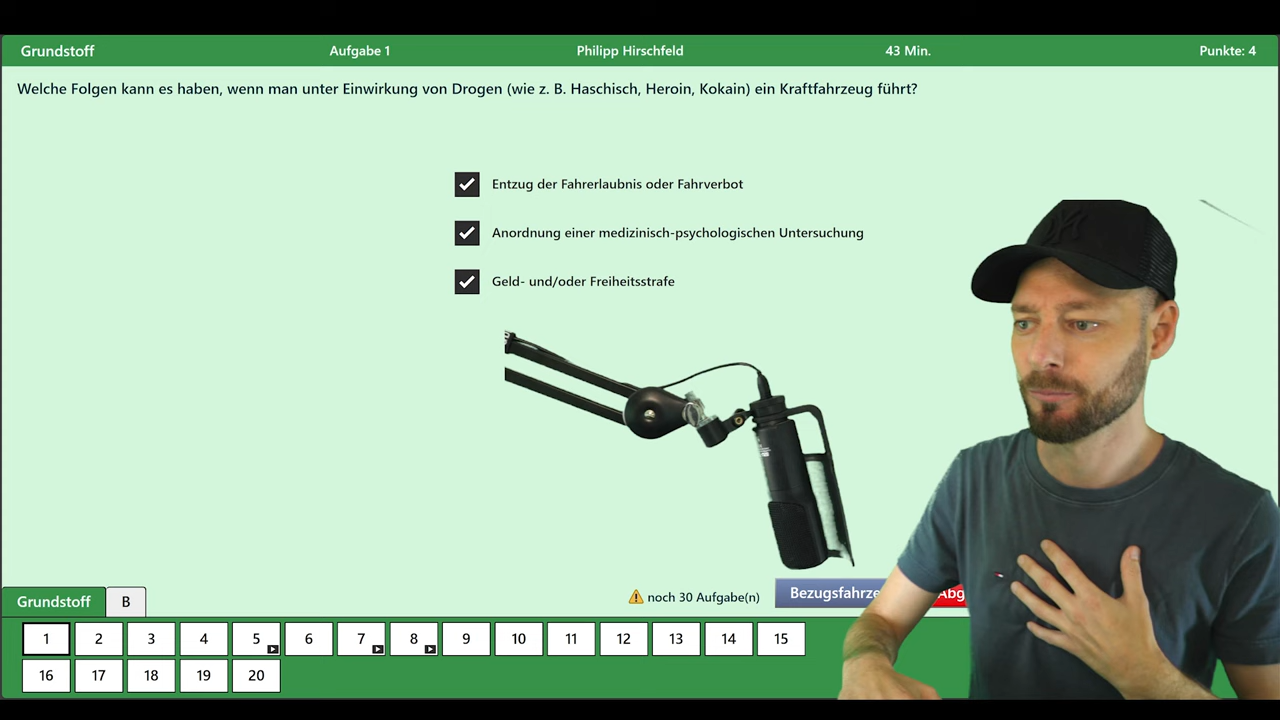 Grundstoff Aufgabe 1 Philipp Hirschfeld 43 Min. Punkte: 4
Welche Folgen kann es haben, wenn man unter Einwirkung von Drogen (wie z. B. Haschisch, Heroin, Kokain) ein Kraftfahrzeug führt?
Entzug der Fahrerlaubnis oder Fahrverbot
Anordnung einer medizinisch-psychologischen Untersuchung
Geld- und/oder Freiheitsstrafe
Grundstoff B
noch 30 Aufgabe(n) Bezugsfahrze Abg
1 2 3 4 5 6 7 8 9 10 11 12 13 14 15
16 17 18 19 20